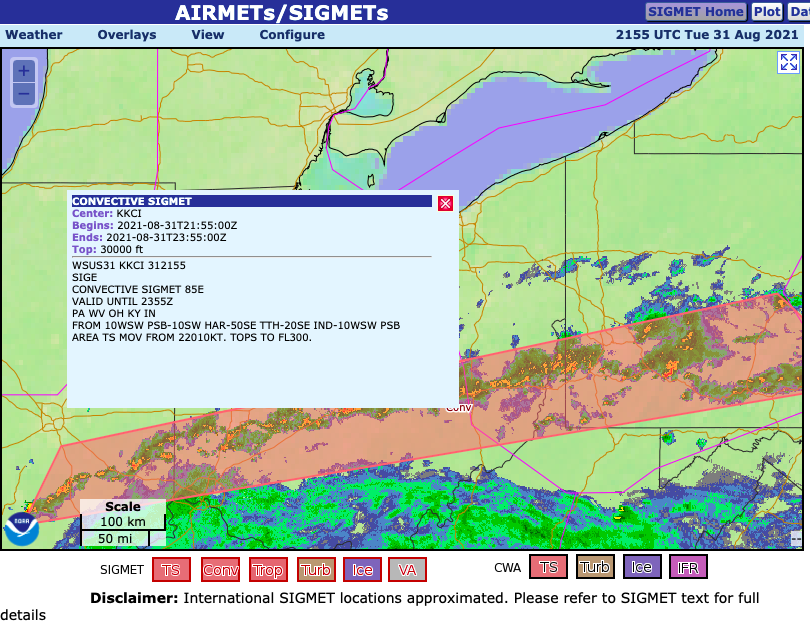 AIRMETs/SIGMETs
SIGMET Home Plot Dat
Weather Overlays View Configure 2155 UTC Tue 31 Aug 2021
+
−
CONVECTIVE SIGMET
Center: KKCI
Begins: 2021-08-31T21:55:00Z
Ends: 2021-08-31T23:55:00Z
Top: 30000 ft
WSUS31 KKCI 312155
SIGE
CONVECTIVE SIGMET 85E
VALID UNTIL 2355Z
PA WV OH KY IN
FROM 10WSW PSB-10SW HAR-50SE TTH-20SE IND-10WSW PSB
AREA TS MOV FROM 22010KT. TOPS TO FL300.
Conv
Scale
100 km
50 mi
NOAA
SIGMET TS Conv Trop Turb Ice VA CWA TS Turb Ice IFR
Disclaimer: International SIGMET locations approximated. Please refer to SIGMET text for full
details